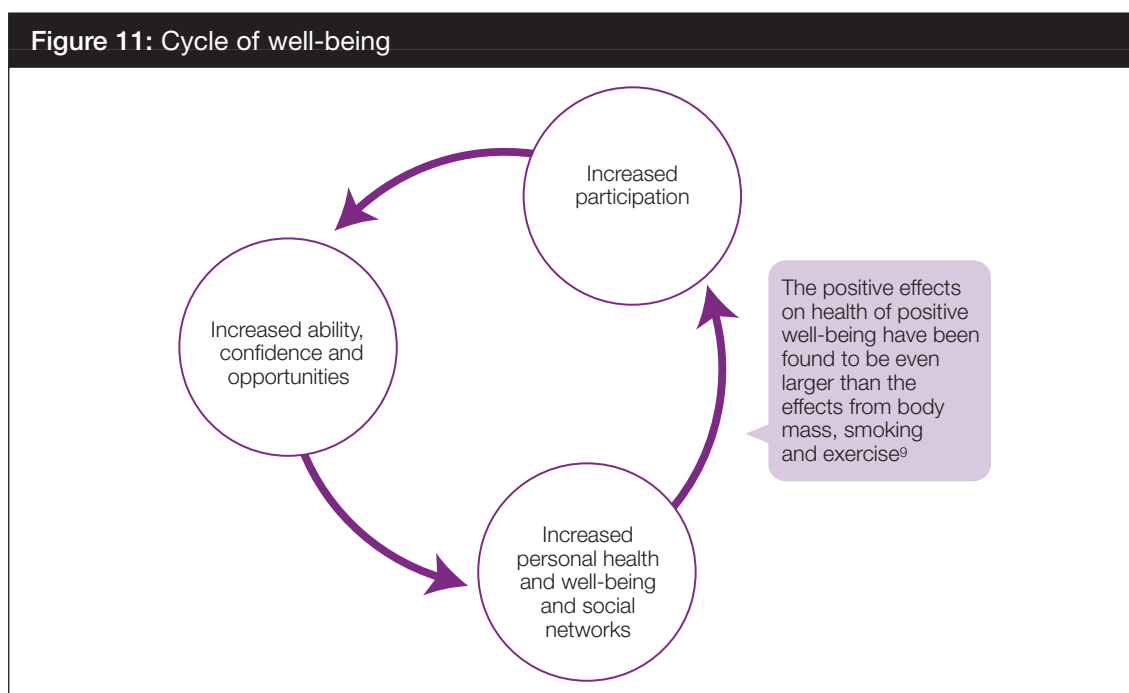 Figure 11: Cycle of well-being
Increased
participation
Increased ability,
confidence and
opportunities
The positive effects
on health of positive
well-being have been
found to be even
larger than the
effects from body
mass, smoking
and exercise⁹
Increased
personal health
and well-being
and social
networks